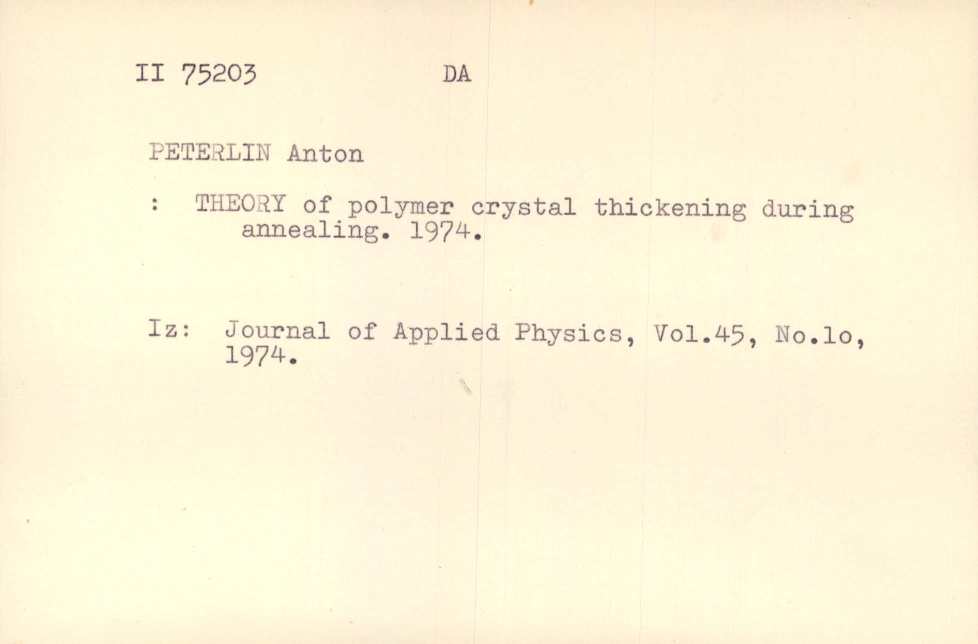 II 75203 DA
PETERLIN Anton
: THEORY of polymer crystal thickening during
annealing. 1974.
Iz: Journal of Applied Physics, Vol.45, No.lo,
1974.